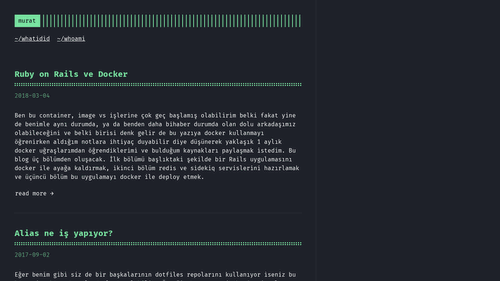 murat
~/whatidid ~/whoami
Ruby on Rails ve Docker
2018-03-04
Ben bu container, image vs işlerine çok geç başlamış olabilirim belki fakat yine
de benimle aynı durumda, ya da benden daha bihaber durumda olan dolu arkadaşımız
olabileceğini ve belki birisi denk gelir de bu yazıya docker kullanmayı
öğrenirken aldığım notlara ihtiyaç duyabilir diye düşünerek yaklaşık 1 aylık
docker uğraşlarımdan öğrendiklerimi ve bulduğum kaynakları paylaşmak istedim. Bu
blog üç bölümden oluşacak. İlk bölümü başlıktaki şekilde bir Rails uygulamasını
docker ile ayağa kaldırmak, ikinci bölüm redis ve sidekiq servislerini hazırlamak
ve üçüncü bölüm bu uygulamayı docker ile deploy etmek.
read more →
Alias ne iş yapıyor?
2017-09-02
Eğer benim gibi siz de bir başkalarının dotfiles repolarını kullanıyor iseniz bu